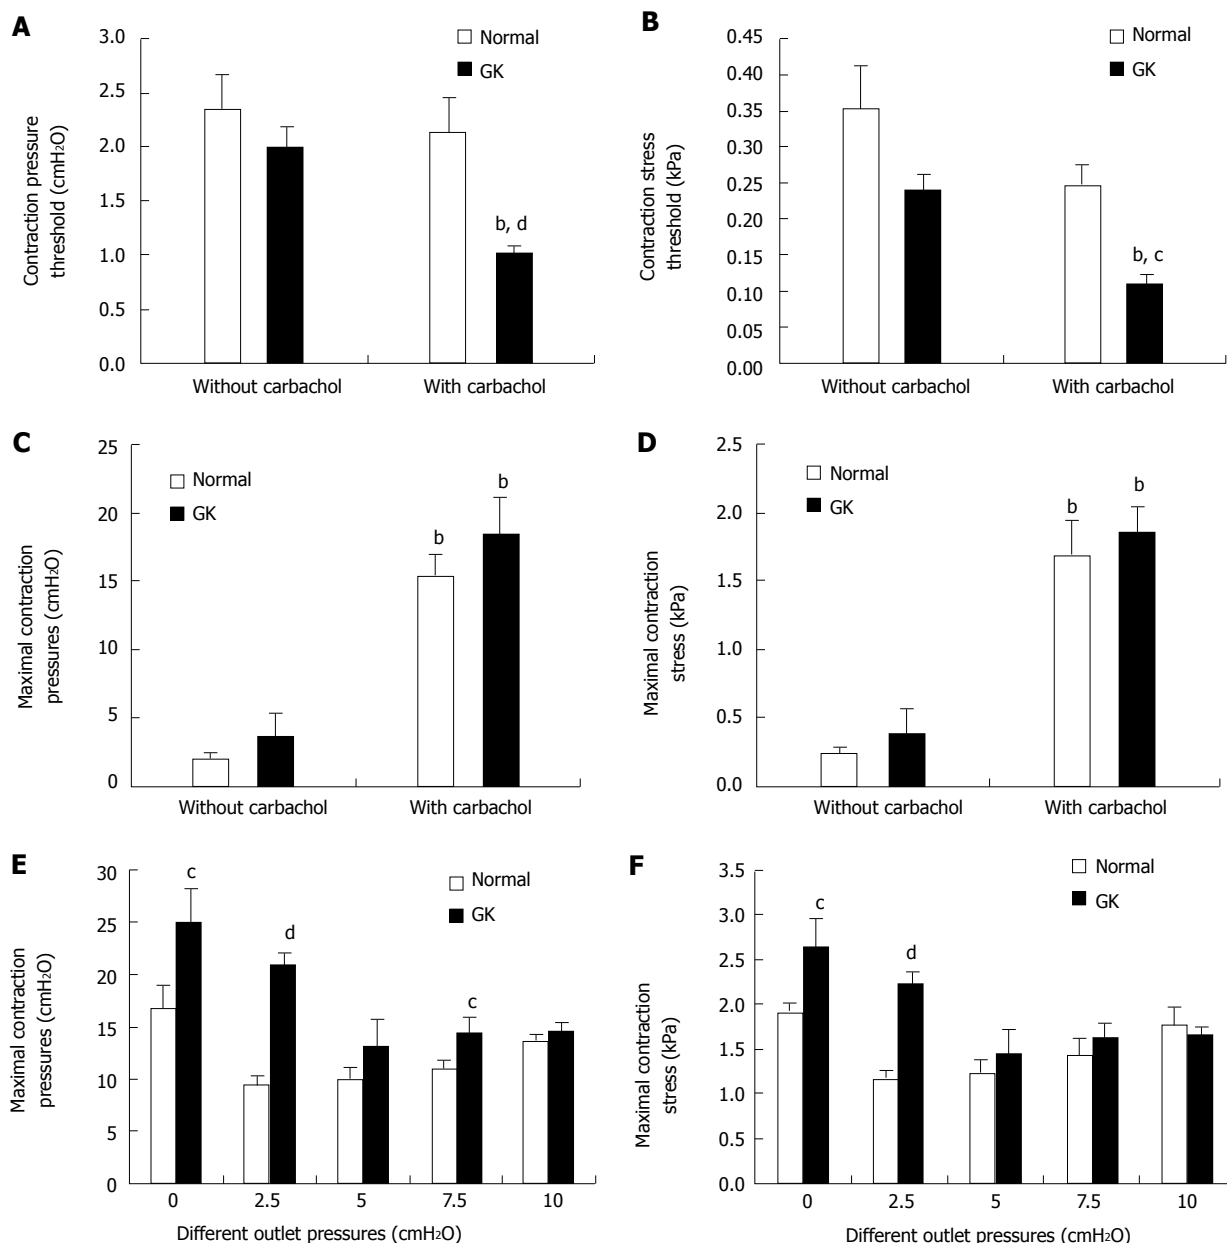 A
Contraction pressure
threshold (cmH2O)
3.0
2.5
2.0
1.5
1.0
0.5
0.0
Normal
GK
b, d
Without carbachol
With carbachol
B
Contraction stress
threshold (kPa)
0.45
0.40
0.35
0.30
0.25
0.20
0.15
0.10
0.05
0.00
Normal
GK
b, c
Without carbachol
With carbachol
C
Maximal contraction
pressures (cmH2O)
25
20
15
10
5
0
Normal
GK
b
b
Without carbachol
With carbachol
D
Maximal contraction
stress (kPa)
2.5
2.0
1.5
1.0
0.5
0.0
Normal
GK
b
b
Without carbachol
With carbachol
E
Maximal contraction
pressures (cmH2O)
30
25
20
15
10
5
0
Normal
GK
c
d
c
0
2.5
5
7.5
10
Different outlet pressures (cmH2O)
F
Maximal contraction
stress (kPa)
3.5
3.0
2.5
2.0
1.5
1.0
0.5
0.0
Normal
GK
c
d
0
2.5
5
7.5
10
Different outlet pressures (cmH2O)